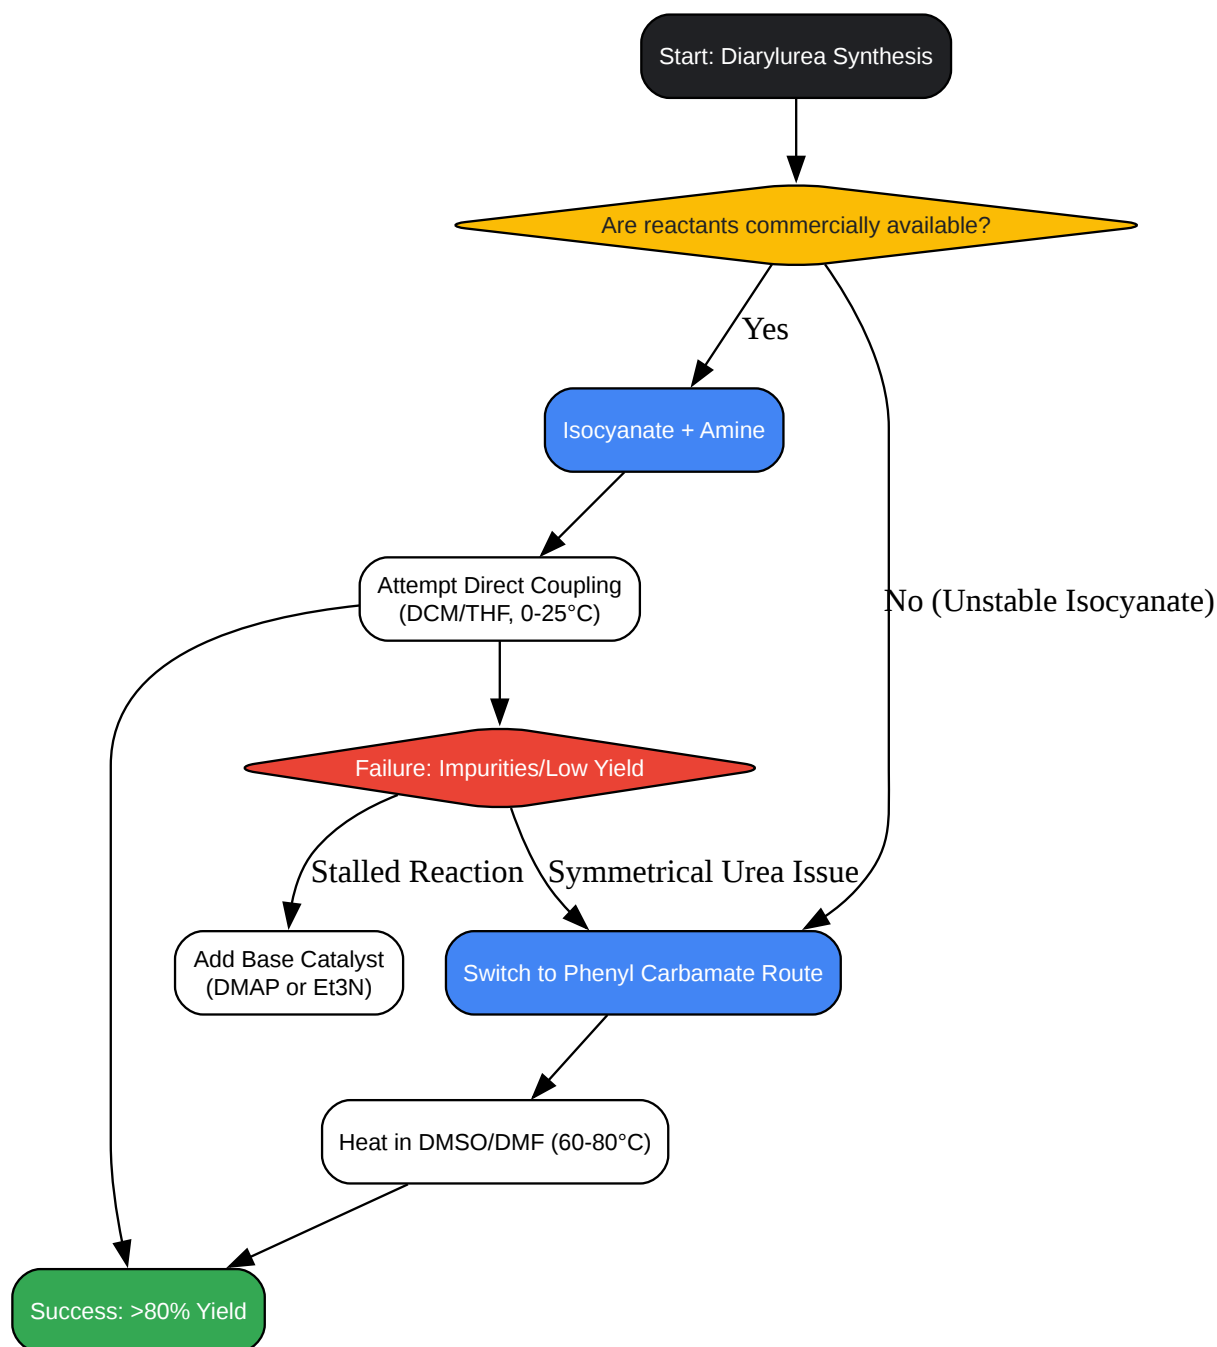 Start: Diarylurea Synthesis
Are reactants commercially available?
Yes
Isocyanate + Amine
Attempt Direct Coupling
(DCM/THF, 0-25°C)
No (Unstable Isocyanate)
Failure: Impurities/Low Yield
Stalled Reaction
Symmetrical Urea Issue
Add Base Catalyst
(DMAP or Et3N)
Switch to Phenyl Carbamate Route
Heat in DMSO/DMF (60-80°C)
Success: >80% Yield